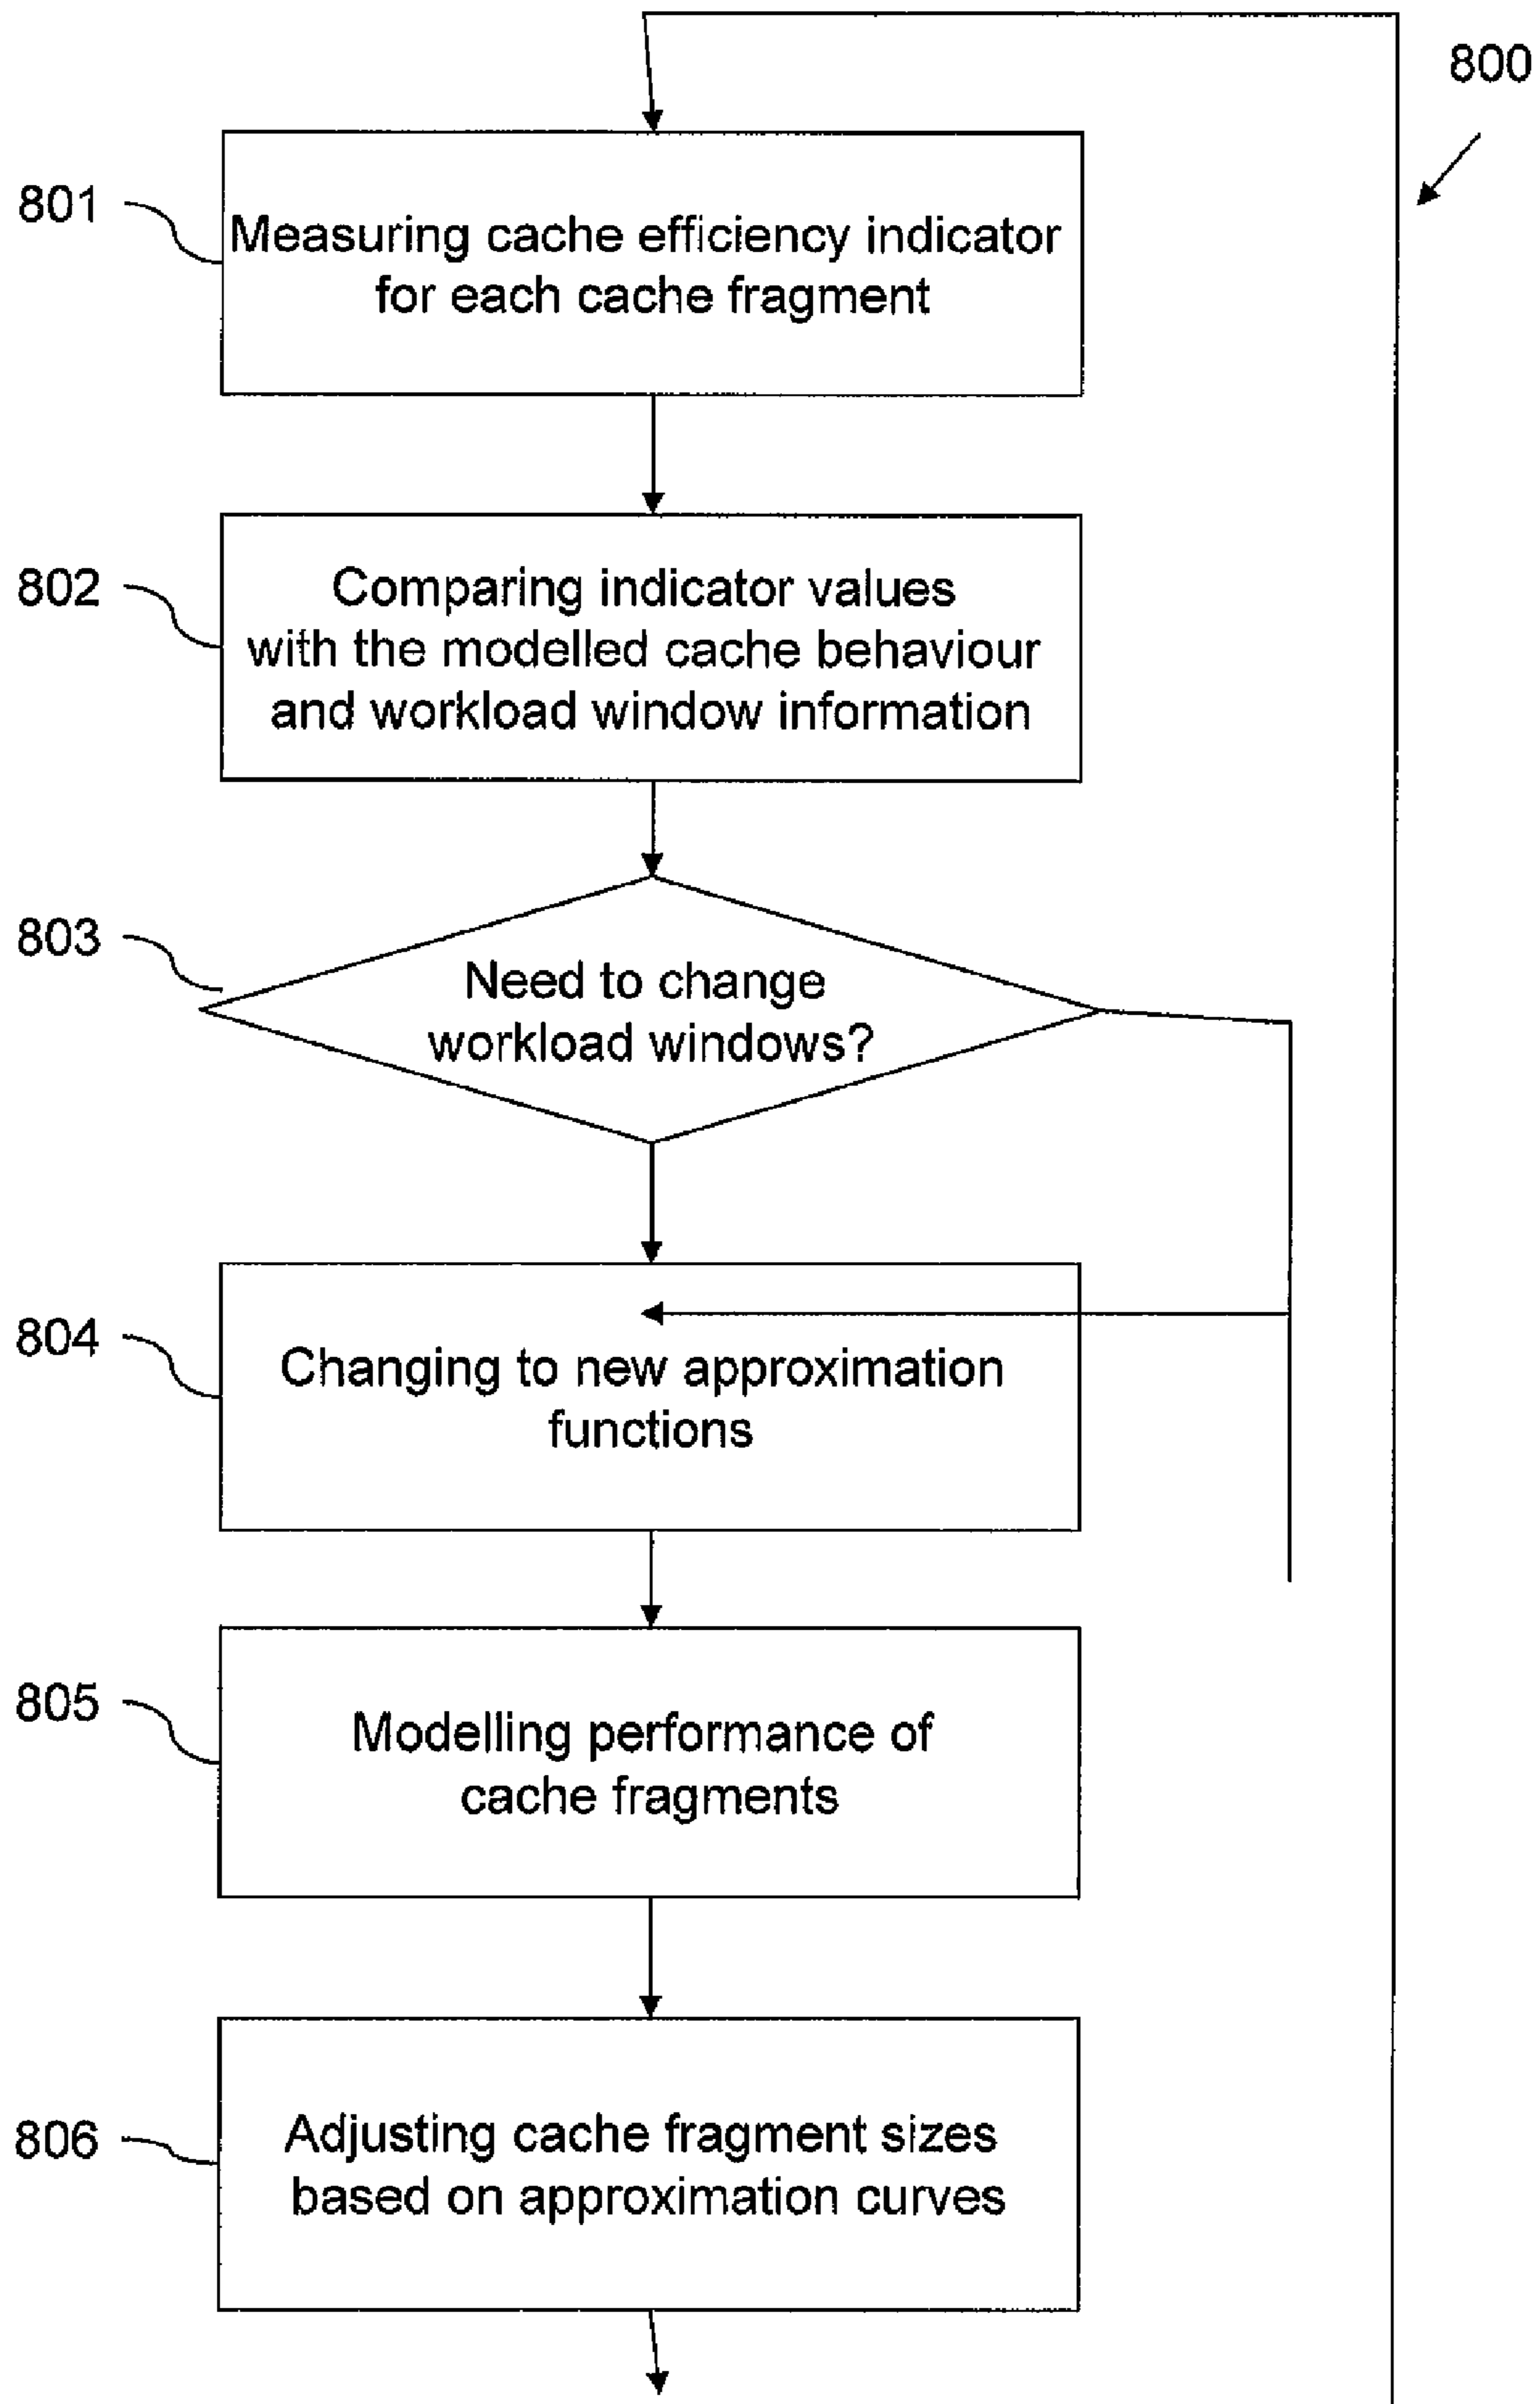 800
801
Measuring cache efficiency indicator
for each cache fragment
802
Comparing indicator values
with the modelled cache behaviour
and workload window information
803
Need to change
workload windows?
804
Changing to new approximation
functions
805
Modelling performance of
cache fragments
806
Adjusting cache fragment sizes
based on approximation curves